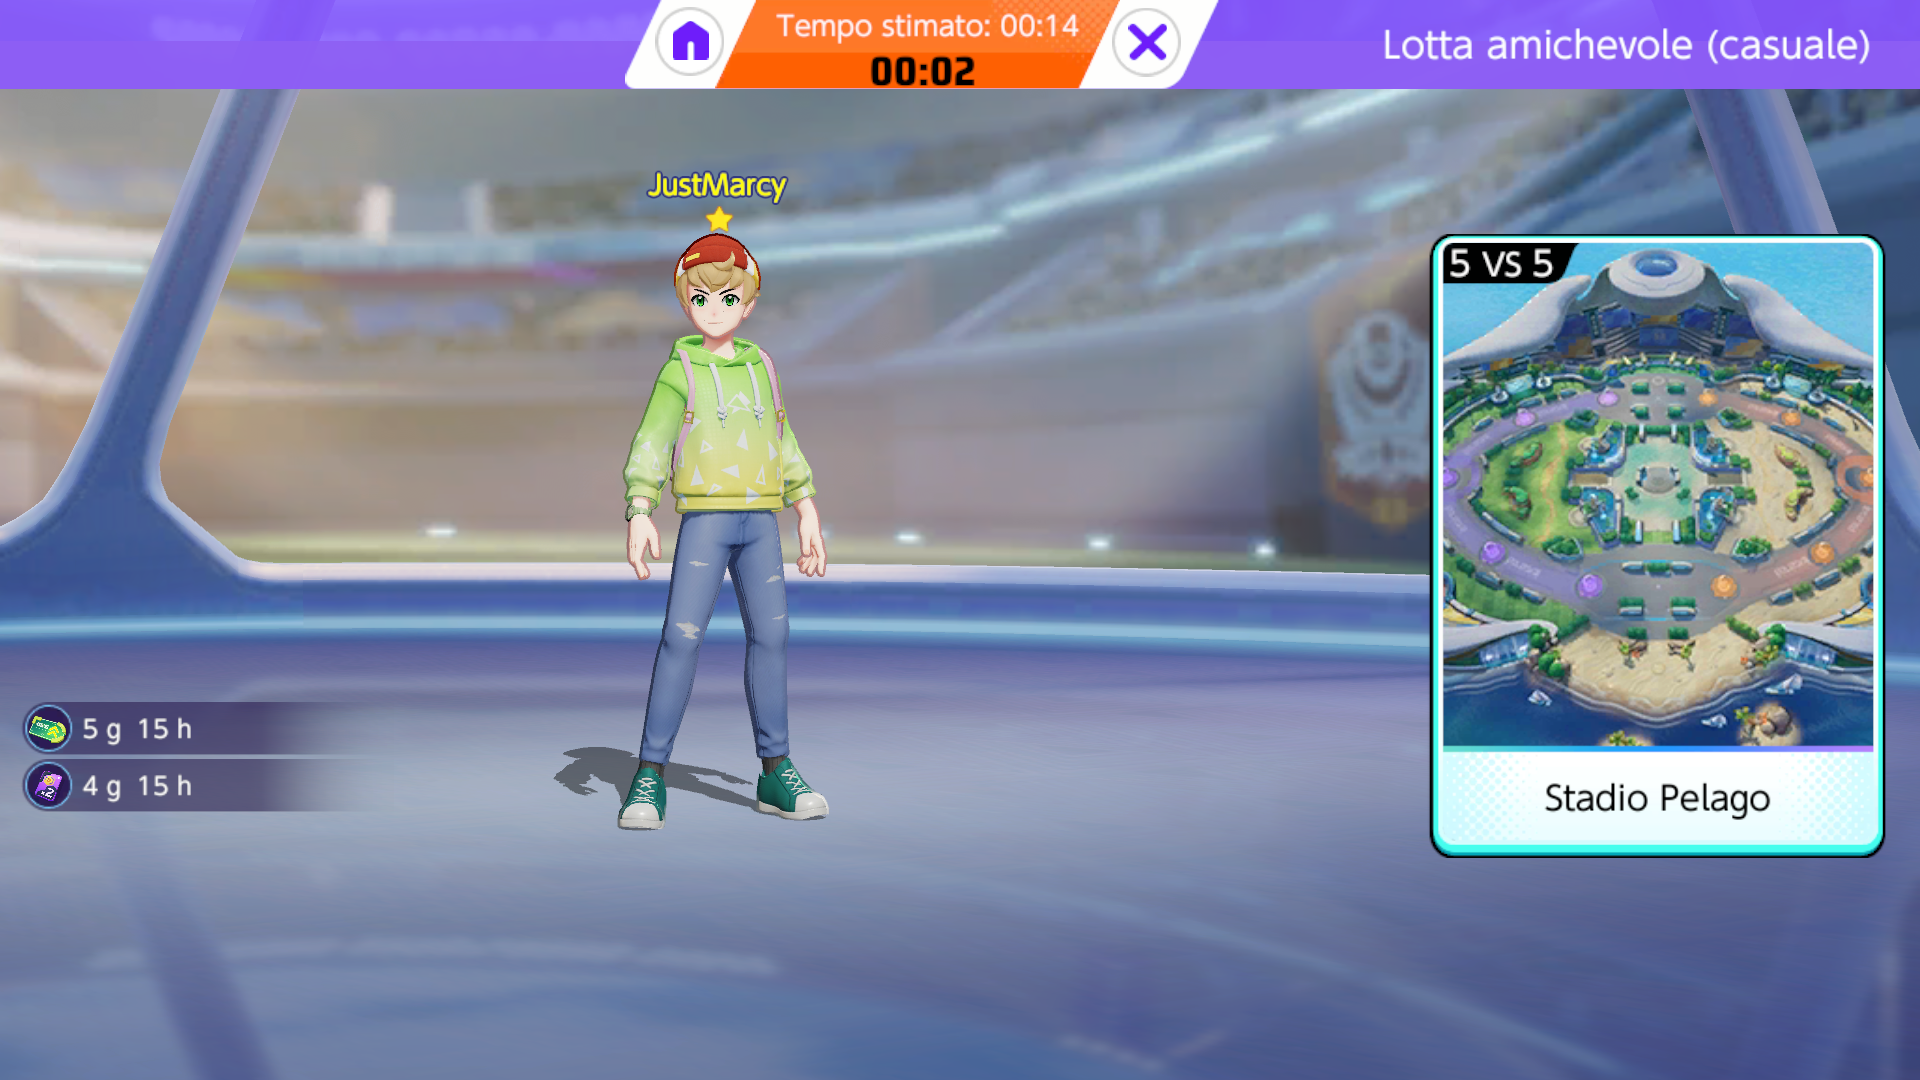 Tempo stimato: 00:14
00:02
Lotta amichevole (casuale)
JustMarcy
5 VS 5
5 g 15 h
4 g 15 h
Stadio Pelago